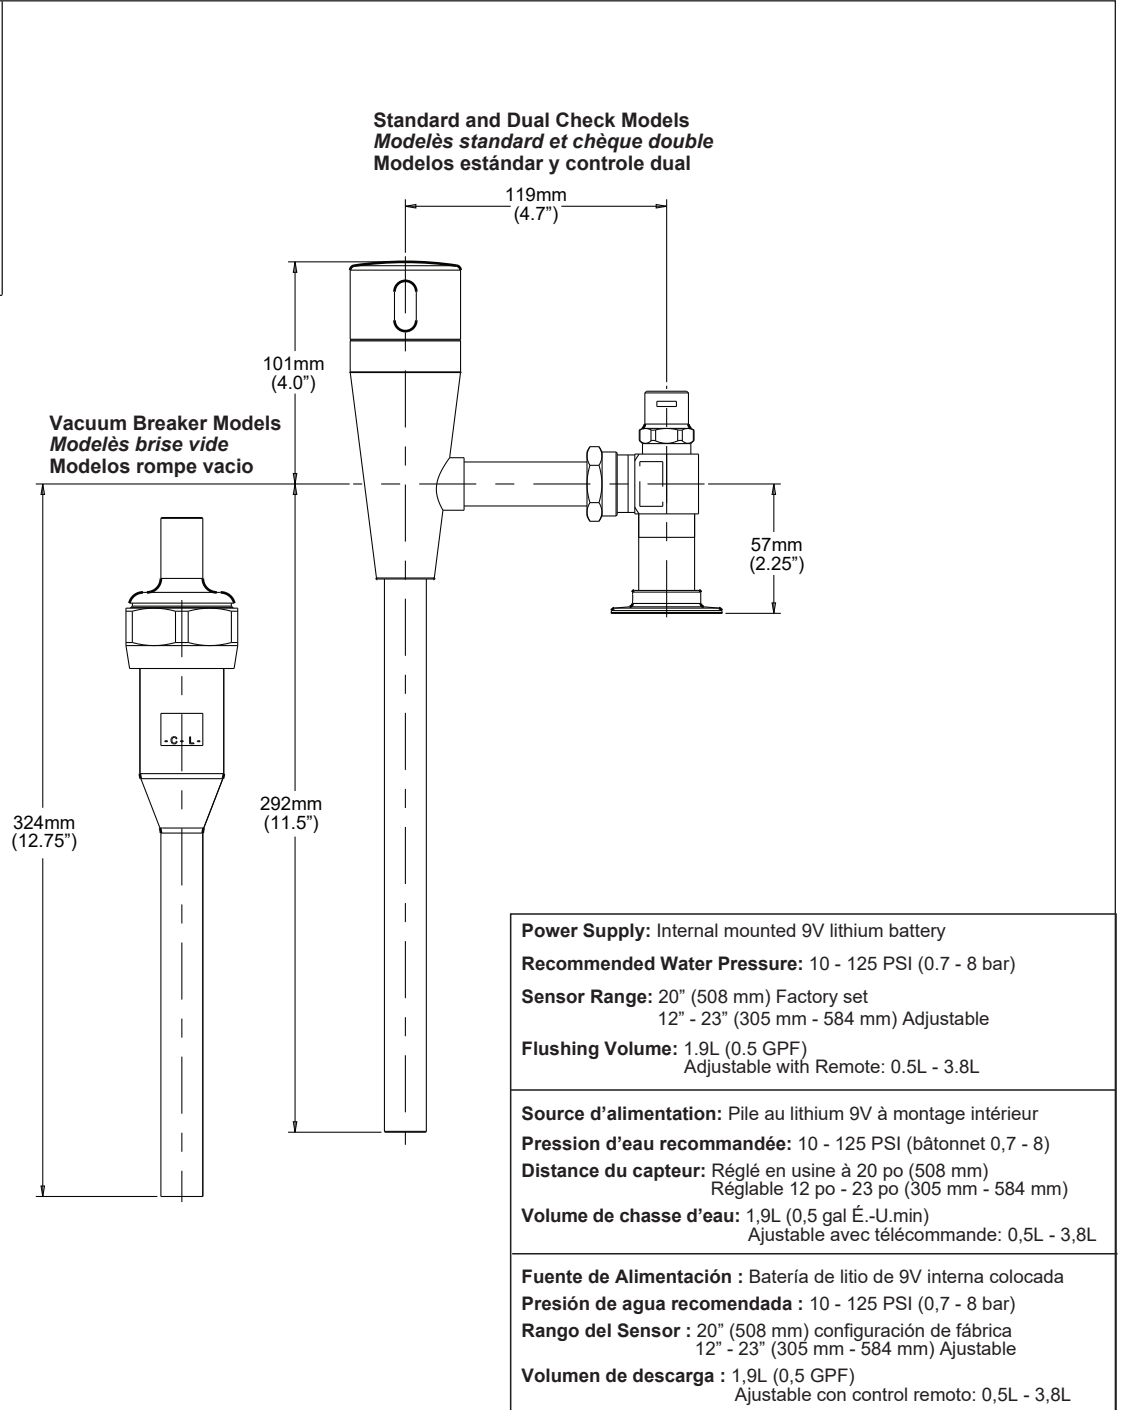 Standard and Dual Check Models
Modelès standard et chèque double
Modelos estándar y controle dual
119mm
(4.7”)
101mm
(4.0”)
Vacuum Breaker Models
Modelès brise vide
Modelos rompe vacio
57mm
(2.25”)
-C-L-
292mm
(11.5”)
324mm
(12.75”)
Power Supply: Internal mounted 9V lithium battery
Recommended Water Pressure: 10 - 125 PSI (0.7 - 8 bar)
Sensor Range: 20” (508 mm) Factory set
12” - 23” (305 mm - 584 mm) Adjustable
Flushing Volume: 1.9L (0.5 GPF)
Adjustable with Remote: 0.5L - 3.8L
Source d’alimentation: Pile au lithium 9V à montage intérieur
Pression d’eau recommandée: 10 - 125 PSI (bâtonnet 0,7 - 8)
Distance du capteur: Réglé en usine à 20 po (508 mm)
Réglable 12 po - 23 po (305 mm - 584 mm)
Volume de chasse d’eau: 1,9L (0,5 gal É.-U.min)
Ajustable avec télécommande: 0,5L - 3,8L
Fuente de Alimentación : Batería de litio de 9V interna colocada
Presión de agua recomendada : 10 - 125 PSI (0,7 - 8 bar)
Rango del Sensor : 20” (508 mm) configuración de fábrica
12” - 23” (305 mm - 584 mm) Ajustable
Volumen de descarga : 1,9L (0,5 GPF)
Ajustable con control remoto: 0,5L - 3,8L